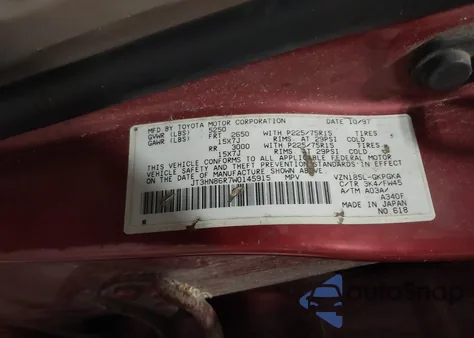 MFD BY TOYOTA MOTOR CORPORATION DATE 10/97
GVWR (LBS) 5250
GAWR (LBS) FRT 2650 WITH P225/75R15 TIRES
15X7J RIMS AT 29PSI COLD
RR 3000 WITH P225/75R15 TIRES
15X7J RIMS AT 29PSI COLD
THIS VEHICLE CONFORMS TO ALL APPLICABLE FEDERAL MOTOR
VEHICLE SAFETY AND THEFT PREVENTION STANDARDS IN EFFECT
ON THE DATE OF MANUFACTURE SHOWN ABOVE
JT3HN86R7W0145915 MPV VZN185L-GKPGKA
C/TR 3K4/FW45
A/TM A03A/
A340F
MADE IN JAPAN
NO.618
AutoSnap